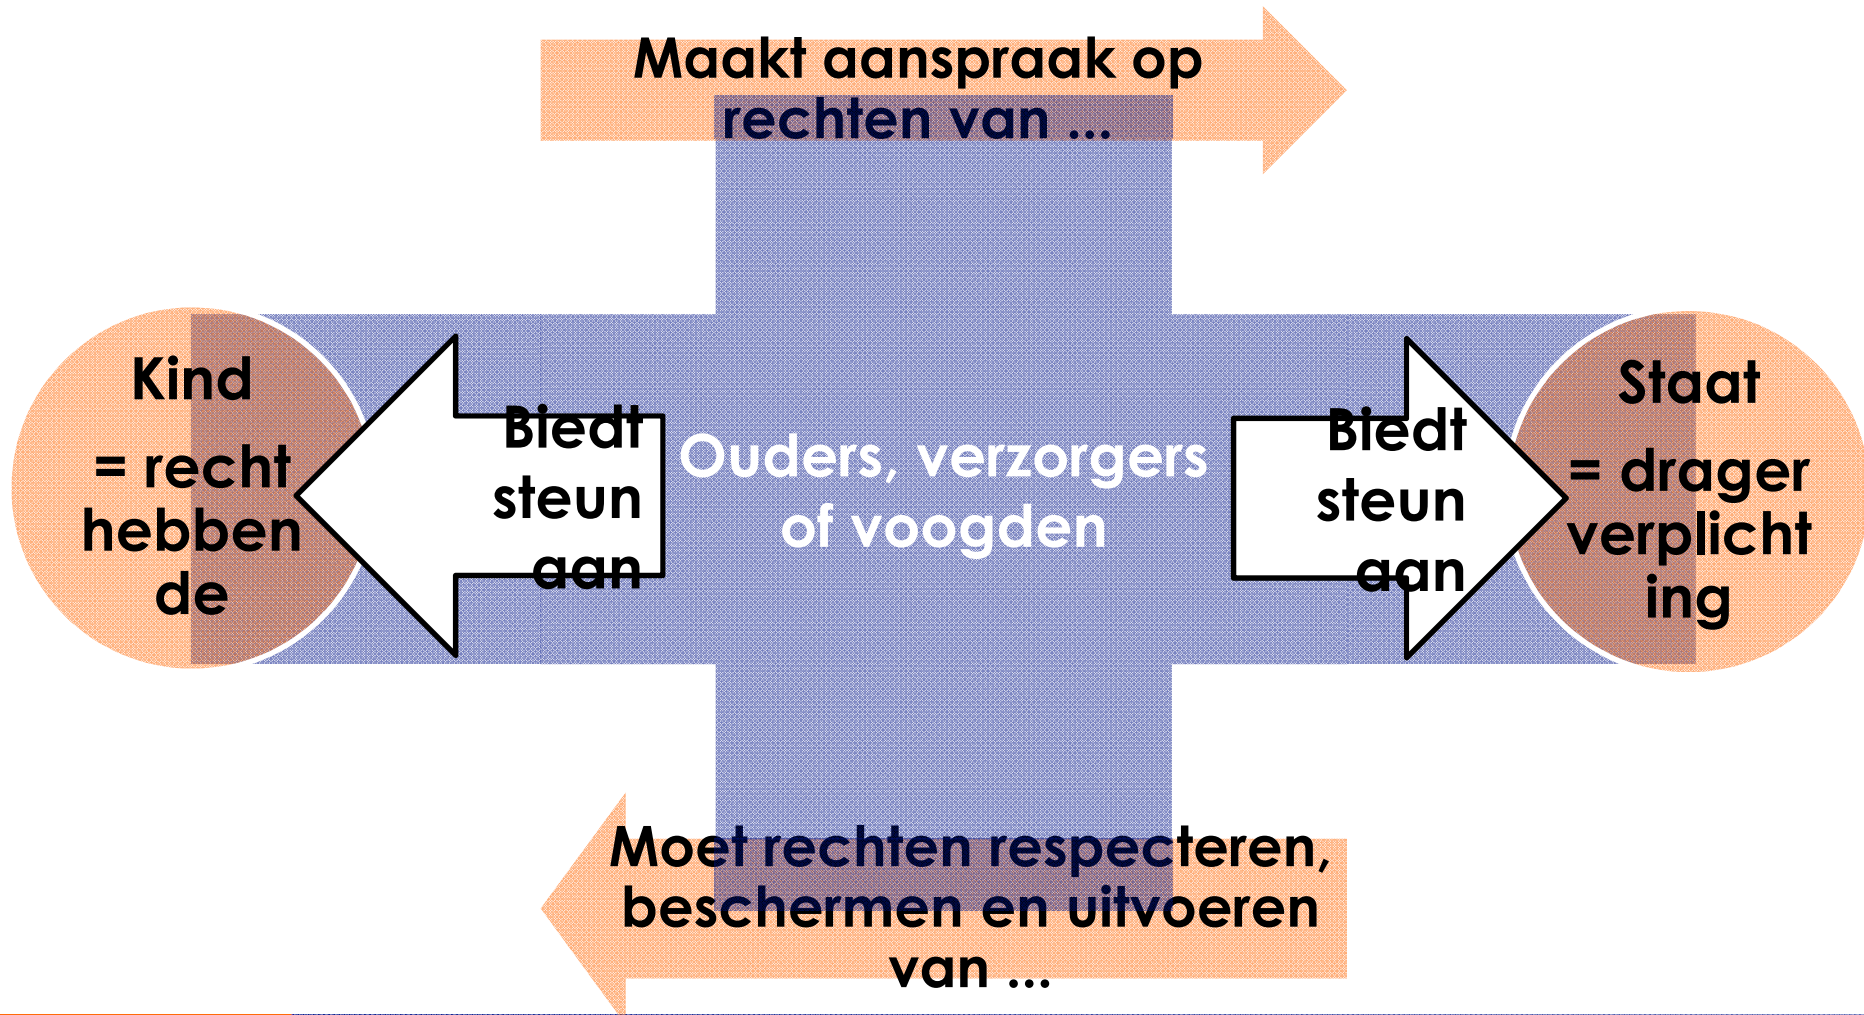 Maakt aanspraak op
rechten van ...
Kind
= recht
hebben
de
Biedt
steun
aan
Ouders, verzorgers
of voogden
Biedt
steun
aan
Staat
= drager
verplicht
ing
Moet rechten respecteren,
beschermen en uitvoeren
van ...